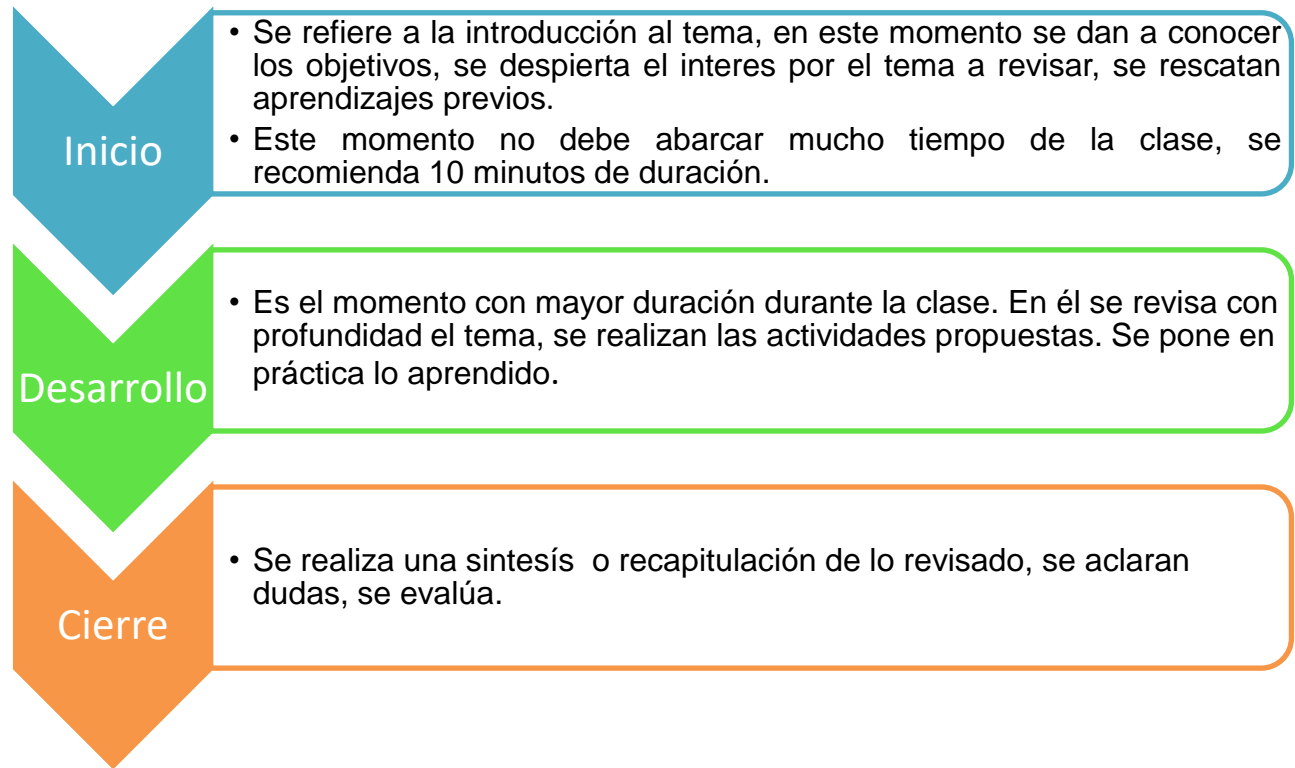 Inicio
• Se refiere a la introducción al tema, en este momento se dan a conocer
los objetivos, se despierta el interes por el tema a revisar, se rescatan
aprendizajes previos.
• Este momento no debe abarcar mucho tiempo de la clase, se
recomienda 10 minutos de duración.
Desarrollo
• Es el momento con mayor duración durante la clase. En él se revisa con
profundidad el tema, se realizan las actividades propuestas. Se pone en
práctica lo aprendido.
Cierre
• Se realiza una sintesís o recapitulación de lo revisado, se aclaran
dudas, se evalúa.